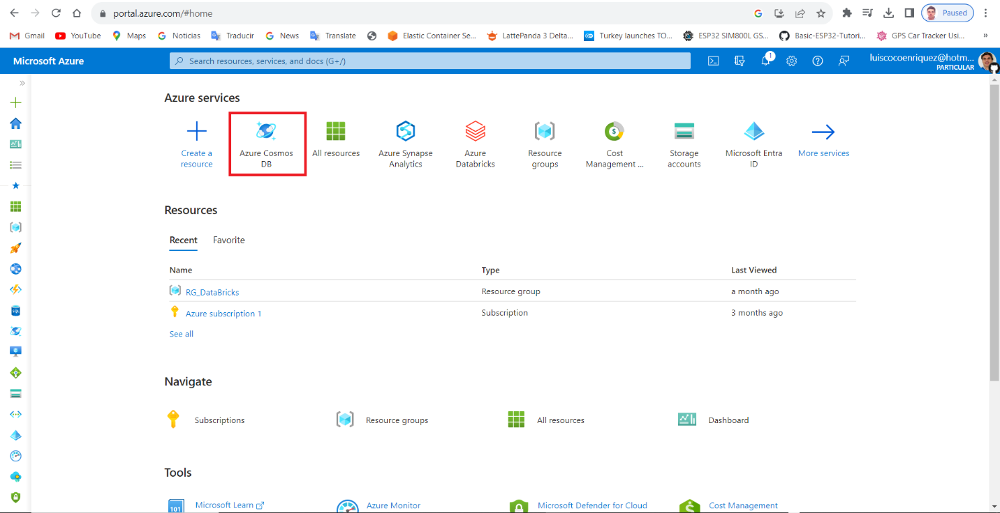 portal.azure.com/#home
Paused
Gmail
YouTube
Maps
Noticias
Traducir
News
Translate
Elastic Container Se...
LattePanda 3 Delta...
Turkey launches TO...
ESP32 SIM800L GS...
Basic-ESP32-Tutori...
GPS Car Tracker Usi...
»
Microsoft Azure
Search resources, services, and docs (G+/)
1
luiscocoenriquez@hotm...
PARTICULAR
Azure services
Create a
resource
Azure Cosmos
DB
All resources
Azure Synapse
Analytics
Azure
Databricks
Resource
groups
Cost
Management ...
Storage
accounts
Microsoft Entra
ID
More services
Resources
Recent
Favorite
Name Type Last Viewed
RG_DataBricks Resource group a month ago
Azure subscription 1 Subscription 3 months ago
See all
Navigate
Subscriptions
Resource groups
All resources
Dashboard
Tools
101
Microsoft Learn
Azure Monitor
Microsoft Defender for Cloud
Cost Management
SQL